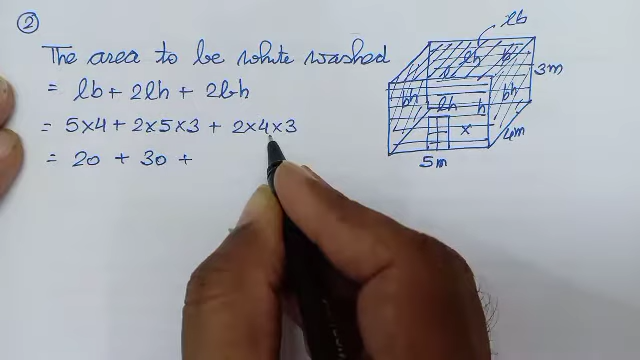 ②
The area to be white washed
= lb + 2lh + 2bh
= 5×4 + 2×5×3 + 2×4×3
= 20 + 30 +
lb
lh
b
3m
bh
bh
lh
h
x
4m
5m